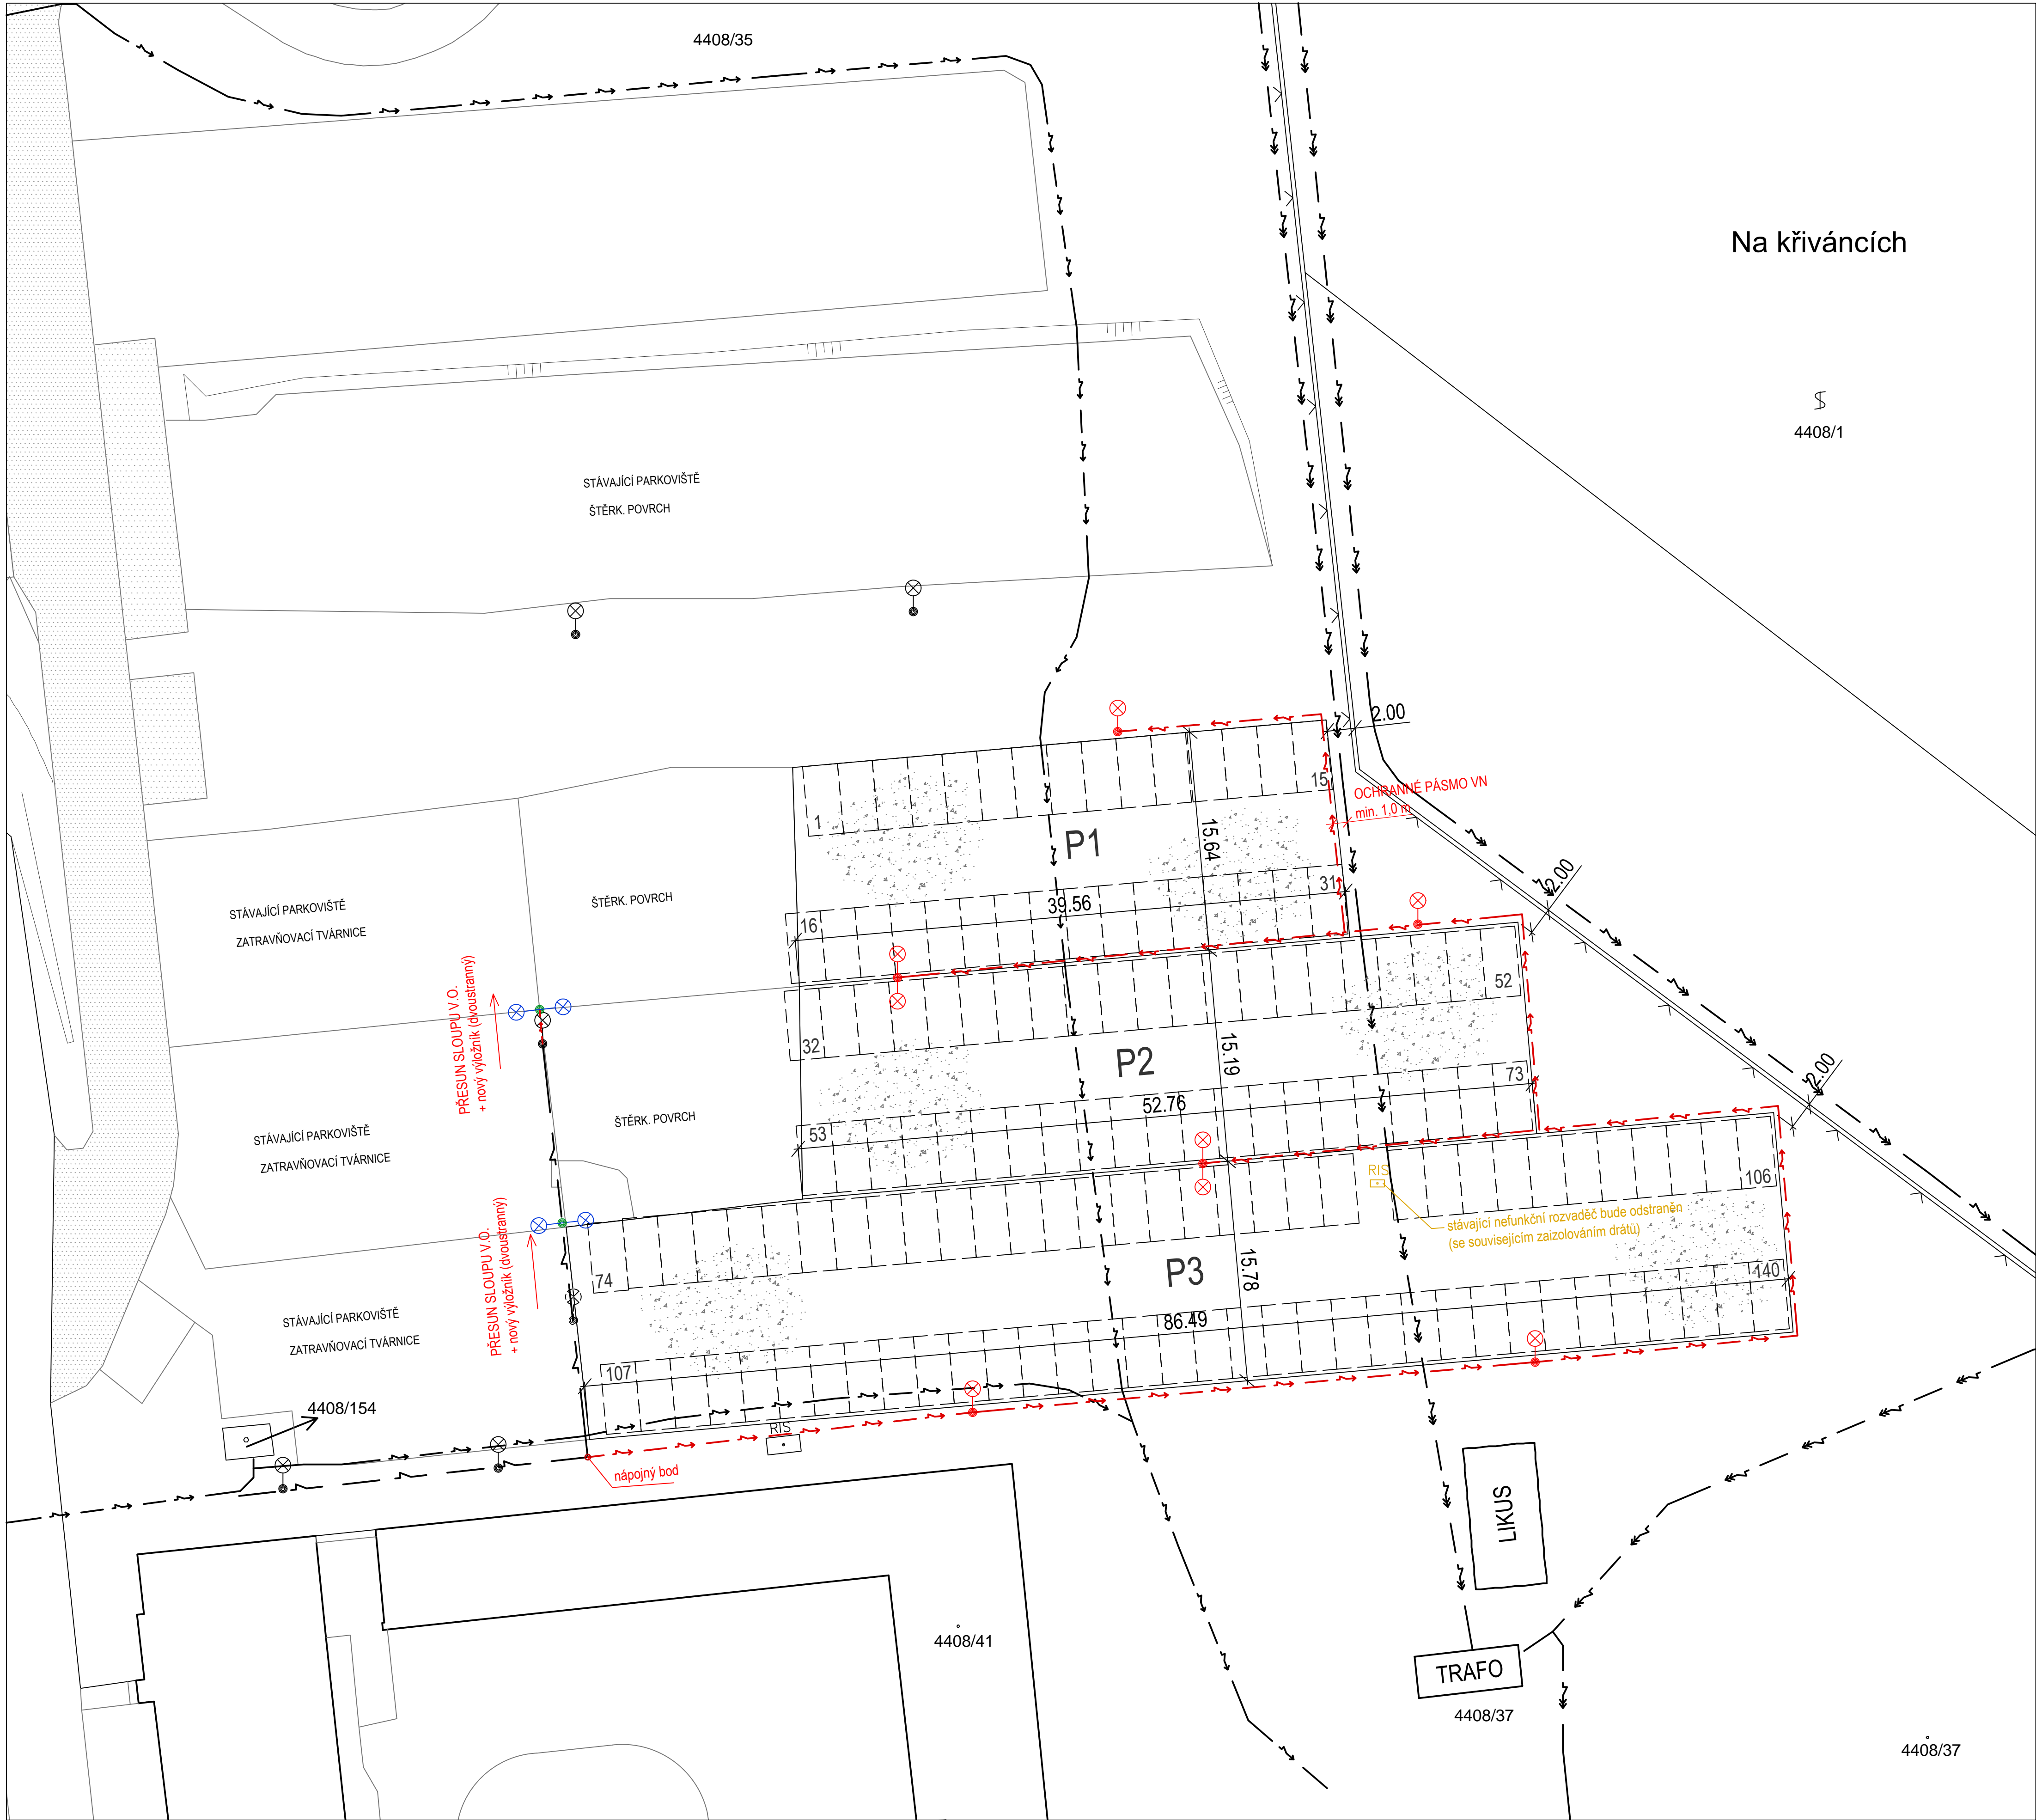 4408/35
Na křiváncích
4408/1
STÁVAJÍCÍ PARKOVIŠTĚ
ŠTĚRK. POVRCH
2.00
OCHRANNÉ PÁSMO VN
min. 1,0 m
1
15
P1
15.64
STÁVAJÍCÍ PARKOVIŠTĚ
ZATRAVŇOVACÍ TVÁRNICE
ŠTĚRK. POVRCH
16
39.56
31
2.00
PŘESUN SLOUPU V.O.
+ nový výložník (dvoustranný)
32
52
P2
15.19
2.00
STÁVAJÍCÍ PARKOVIŠTĚ
ZATRAVŇOVACÍ TVÁRNICE
ŠTĚRK. POVRCH
53
52.76
73
RIS
106
stávající nefunkční rozvaděč bude odstraněn
(se souvisejícím zaizolováním drátů)
PŘESUN SLOUPU V.O.
+ nový výložník (dvoustranný)
74
P3
15.78
140
STÁVAJÍCÍ PARKOVIŠTĚ
ZATRAVŇOVACÍ TVÁRNICE
86.49
107
4408/154
RIS
nápojný bod
LIKUS
4408/41
TRAFO
4408/37
4408/37